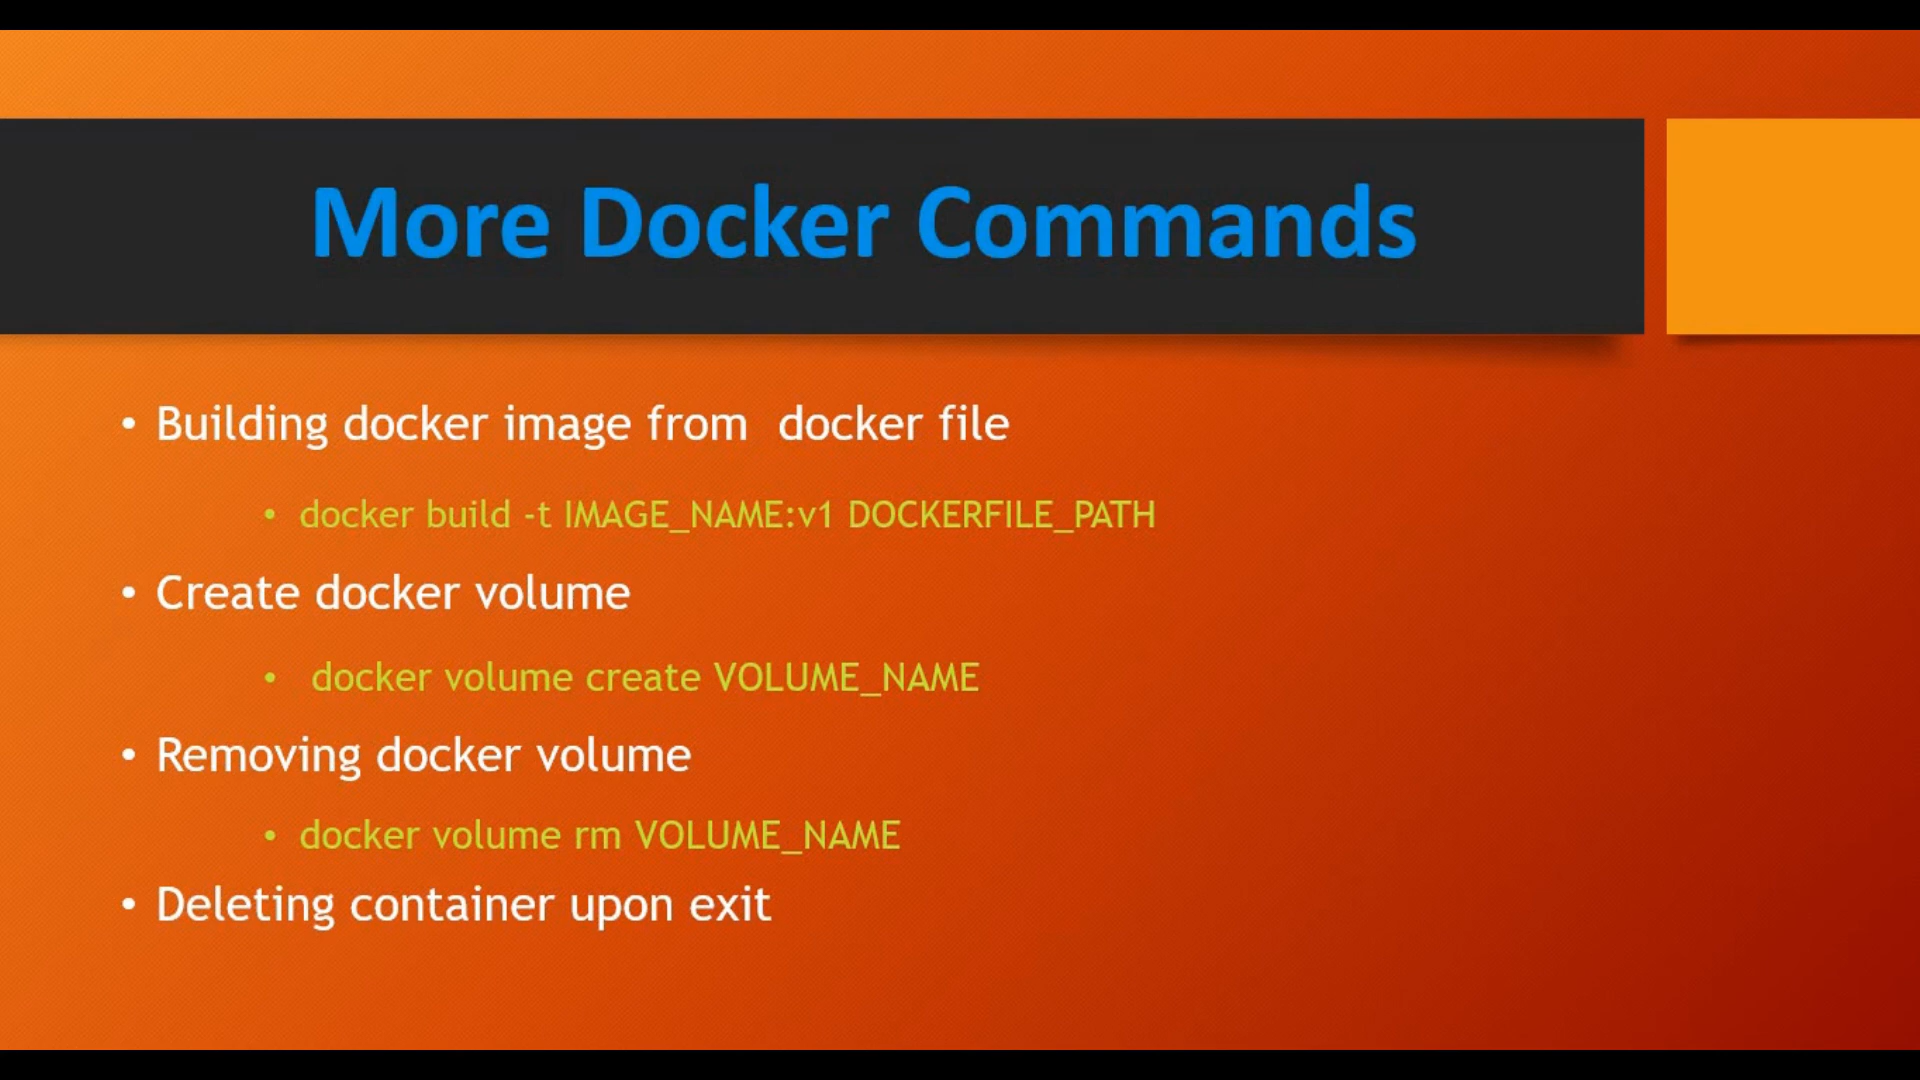 More Docker Commands
• Building docker image from  docker file
• docker build -t IMAGE_NAME:v1 DOCKERFILE_PATH
• Create docker volume
• docker volume create VOLUME_NAME
• Removing docker volume
• docker volume rm VOLUME_NAME
• Deleting container upon exit